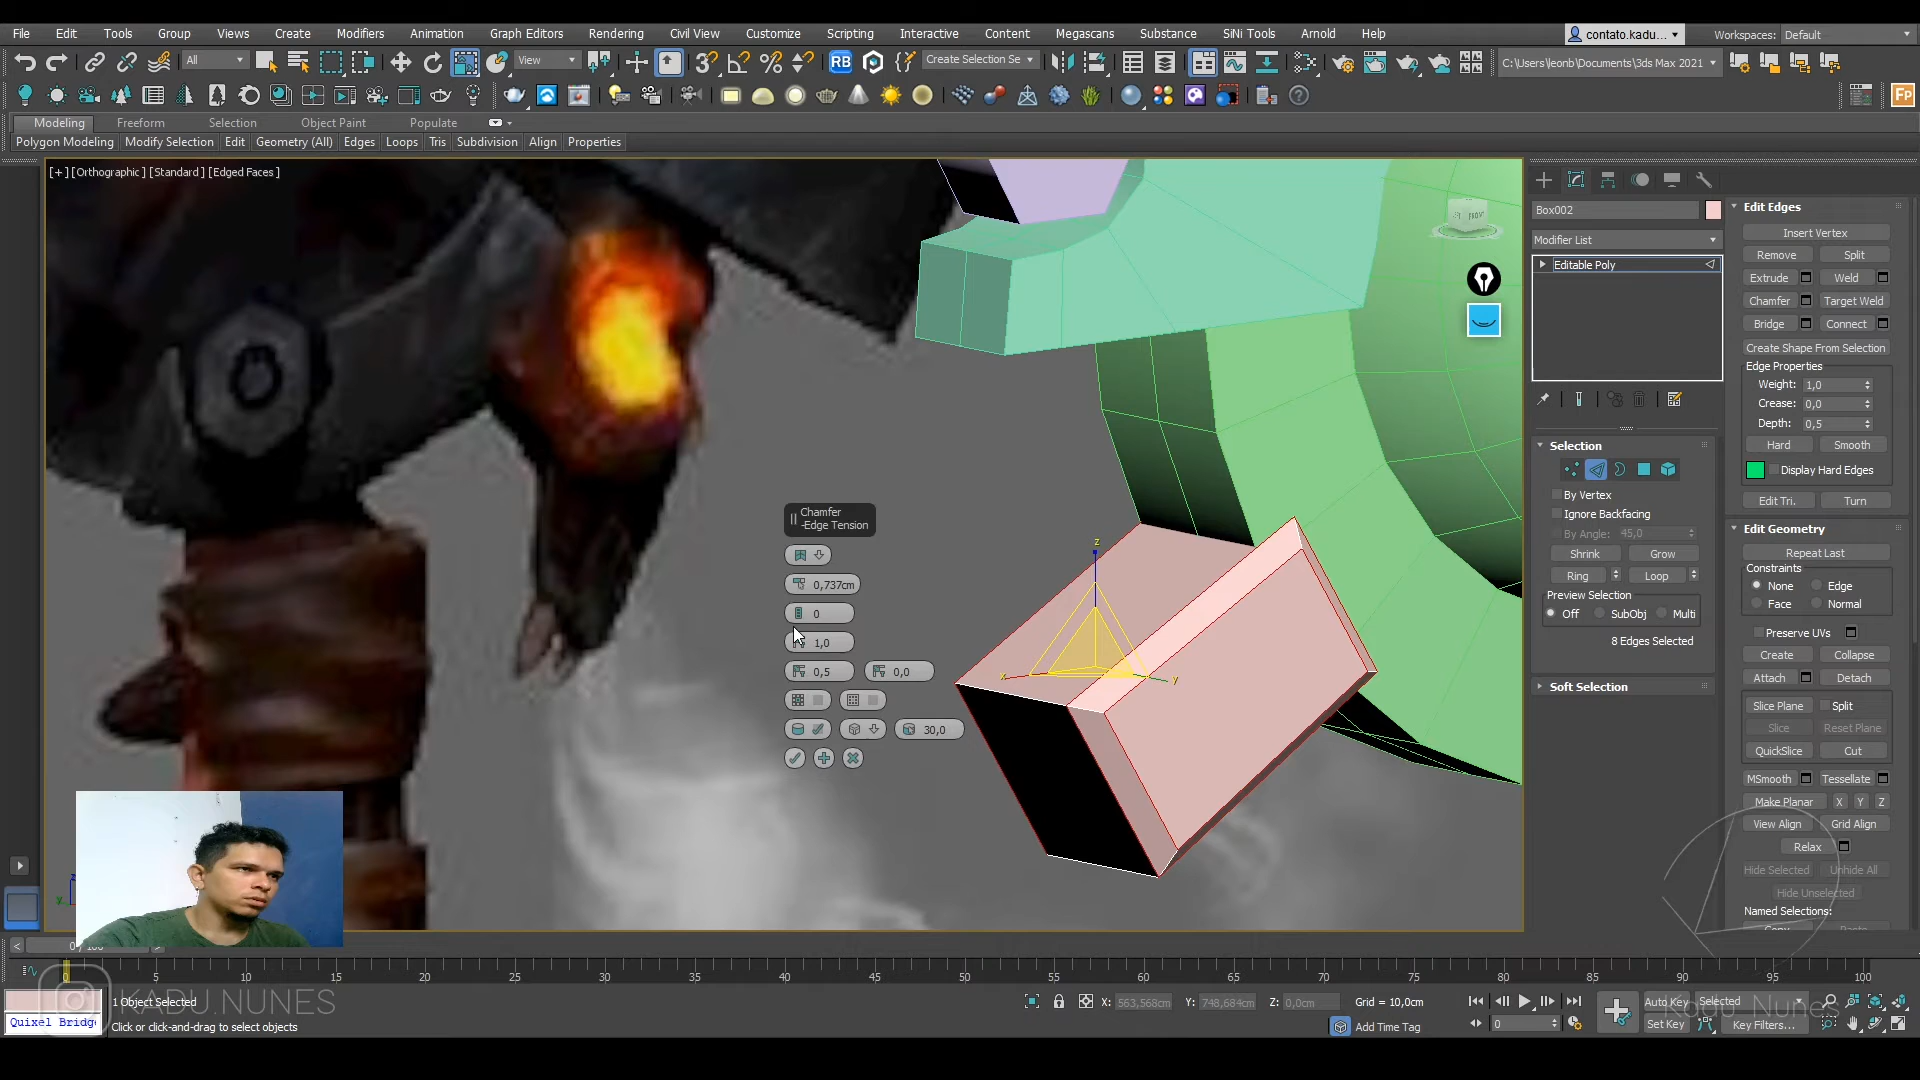 File Edit Tools Group Views Create Modifiers Animation Graph Editors Rendering Civil View Customize Scripting Interactive Content Megascans Substance SiNi Tools Arnold Help contato.kadu... Workspaces: Default
All View Create Selection Se RB C:\Users\leonb\Documents\3ds Max 2021
Fp
Modeling Freeform Selection Object Paint Populate
Polygon Modeling Modify Selection Edit Geometry (All) Edges Loops Tris Subdivision Align Properties
[+] [Orthographic] [Standard] [Edged Faces]
FRONT
Box002
Modifier List
Editable Poly
Selection
By Vertex
Ignore Backfacing
By Angle: 45,0
Shrink Grow
Ring Loop
Preview Selection
Off SubObj Multi
8 Edges Selected
Soft Selection
Edit Edges
Insert Vertex
Remove Split
Extrude Weld
Chamfer Target Weld
Bridge Connect
Create Shape From Selection
Edge Properties
Weight: 1,0
Crease: 0,0
Depth: 0,5
Hard Smooth
Display Hard Edges
Edit Tri. Turn
Edit Geometry
Repeat Last
Constraints
None Edge
Face Normal
Preserve UVs
Create Collapse
Attach Detach
Slice Plane Split
Slice Reset Plane
QuickSlice Cut
MSmooth Tessellate
Make Planar X Y Z
View Align Grid Align
Relax
Hide Selected Unhide All
Hide Unselected
Named Selections:
Chamfer
-Edge Tension
0,737cm
0
1,0
0,5 0,0
30,0
z
x
y
0 / 100
0 5 10 15 20 25 30 35 40 45 50 55 60 65 70 75 80 85 90 95 100
KADU.NUNES
1 Object Selected
Quixel Bridge
Click or click-and-drag to select objects
X: 563,568cm Y: 748,684cm Z: 0,0cm Grid = 10,0cm
Add Time Tag
0
Auto Key Selected
Set Key Key Filters...
Kadu_Nunes